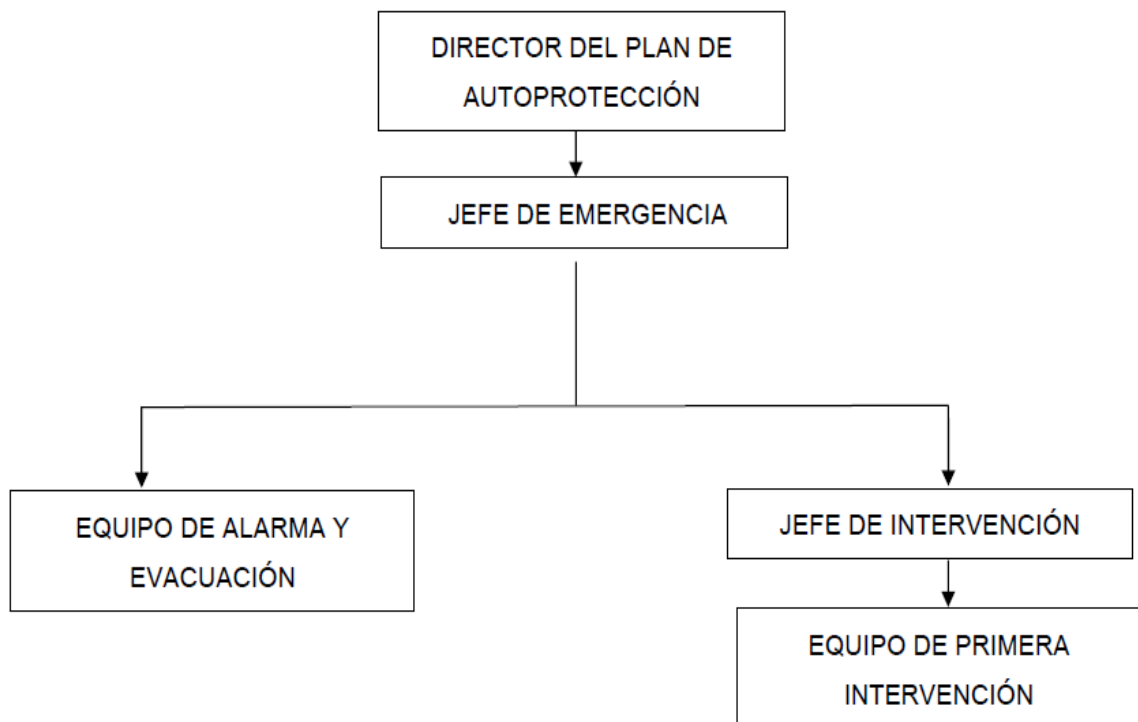 DIRECTOR DEL PLAN DE
AUTOPROTECCIÓN
JEFE DE EMERGENCIA
EQUIPO DE ALARMA Y
EVACUACIÓN
JEFE DE INTERVENCIÓN
EQUIPO DE PRIMERA
INTERVENCIÓN